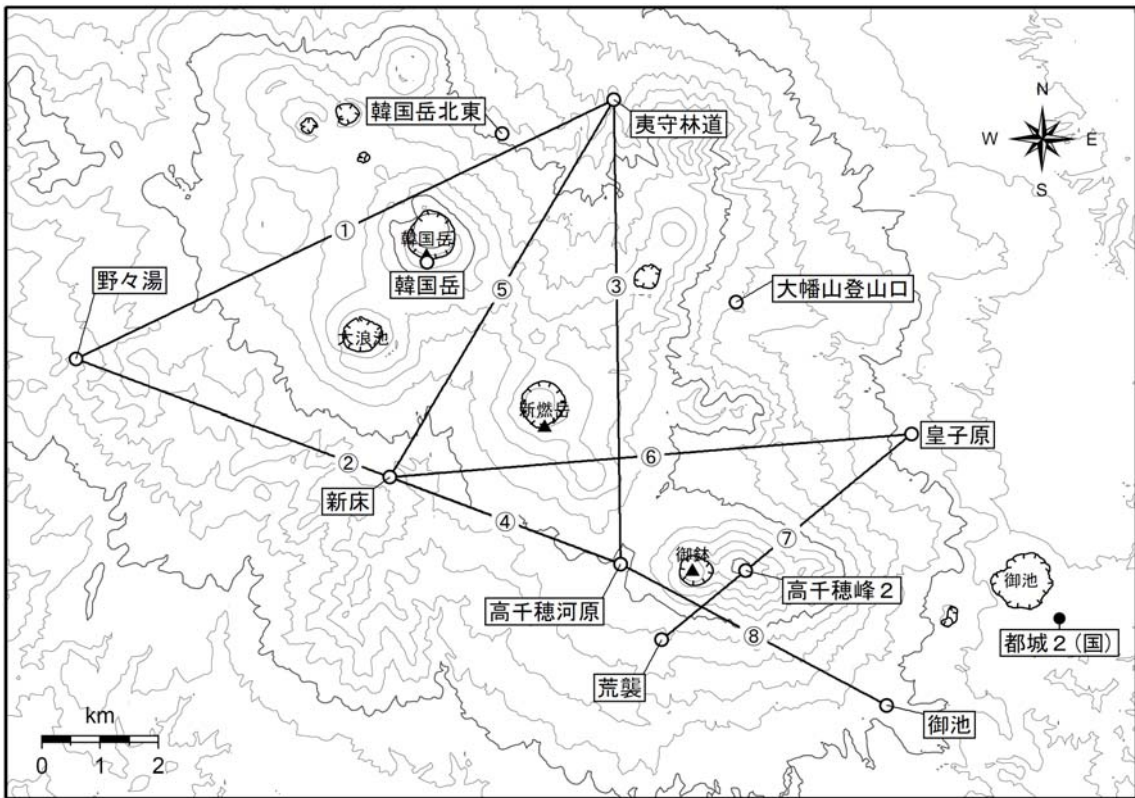 韓国岳北東
夷守林道
N
W
E
S
①
韓国岳
韓国岳
⑤
③
野々湯
大幡山登山口
大浪池
新燃岳
皇子原
②
⑥
新床
④
⑦
御鉢
高千穂峰2
御池
高千穂河原
都城2(国)
⑧
荒襲
御池
km
0 1 2